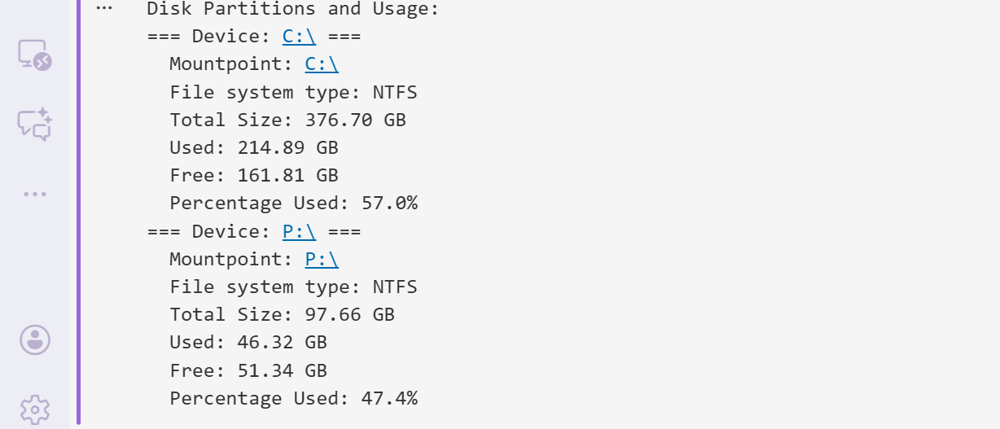 Disk Partitions and Usage:
=== Device: C:\ ===
  Mountpoint: C:\
  File system type: NTFS
  Total Size: 376.70 GB
  Used: 214.89 GB
  Free: 161.81 GB
  Percentage Used: 57.0%
=== Device: P:\ ===
  Mountpoint: P:\
  File system type: NTFS
  Total Size: 97.66 GB
  Used: 46.32 GB
  Free: 51.34 GB
  Percentage Used: 47.4%